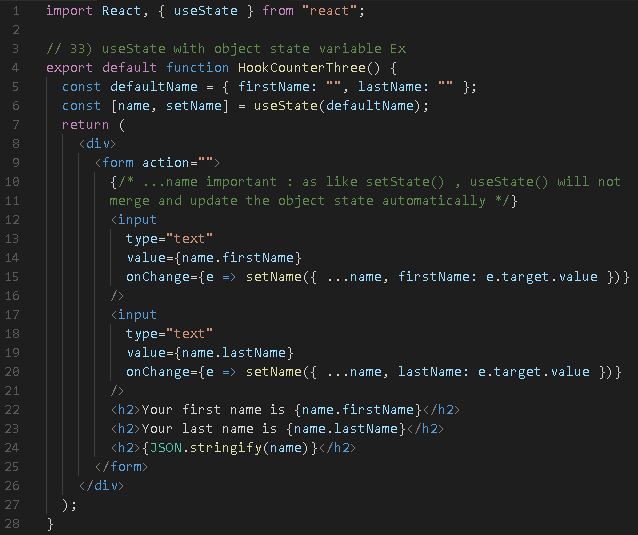 1 import React, { useState } from "react";
2
3 // 33) useState with object state variable Ex
4 export default function HookCounterThree() {
5   const defaultName = { firstName: "", lastName: "" };
6   const [name, setName] = useState(defaultName);
7   return (
8     <div>
9       <form action="">
10         {/* ...name important : as like setState() , useState() will not
11         merge and update the object state automatically */}
12         <input
13           type="text"
14           value={name.firstName}
15           onChange={e => setName({ ...name, firstName: e.target.value })}
16         />
17         <input
18           type="text"
19           value={name.lastName}
20           onChange={e => setName({ ...name, lastName: e.target.value })}
21         />
22         <h2>Your first name is {name.firstName}</h2>
23         <h2>Your last name is {name.lastName}</h2>
24         <h2>{JSON.stringify(name)}</h2>
25       </form>
26     </div>
27   );
28 }